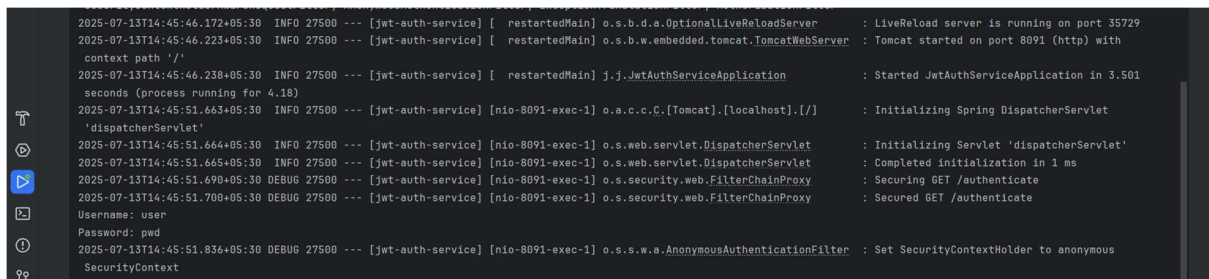 2025-07-13T14:45:46.172+05:30  INFO 27500 --- [jwt-auth-service] [  restartedMain] o.s.b.d.a.OptionalLiveReloadServer       : LiveReload server is running on port 35729
2025-07-13T14:45:46.223+05:30  INFO 27500 --- [jwt-auth-service] [  restartedMain] o.s.b.w.embedded.tomcat.TomcatWebServer  : Tomcat started on port 8091 (http) with
context path '/'
2025-07-13T14:45:46.238+05:30  INFO 27500 --- [jwt-auth-service] [  restartedMain] j.j.JwtAuthServiceApplication            : Started JwtAuthServiceApplication in 3.501
seconds (process running for 4.18)
2025-07-13T14:45:51.663+05:30  INFO 27500 --- [jwt-auth-service] [nio-8091-exec-1] o.a.c.c.C.[Tomcat].[localhost].[/]       : Initializing Spring DispatcherServlet
'dispatcherServlet'
2025-07-13T14:45:51.664+05:30  INFO 27500 --- [jwt-auth-service] [nio-8091-exec-1] o.s.web.servlet.DispatcherServlet        : Initializing Servlet 'dispatcherServlet'
2025-07-13T14:45:51.665+05:30  INFO 27500 --- [jwt-auth-service] [nio-8091-exec-1] o.s.web.servlet.DispatcherServlet        : Completed initialization in 1 ms
2025-07-13T14:45:51.690+05:30 DEBUG 27500 --- [jwt-auth-service] [nio-8091-exec-1] o.s.security.web.FilterChainProxy        : Securing GET /authenticate
2025-07-13T14:45:51.700+05:30 DEBUG 27500 --- [jwt-auth-service] [nio-8091-exec-1] o.s.security.web.FilterChainProxy        : Secured GET /authenticate
Username: user
Password: pwd
2025-07-13T14:45:51.836+05:30 DEBUG 27500 --- [jwt-auth-service] [nio-8091-exec-1] o.s.s.w.a.AnonymousAuthenticationFilter  : Set SecurityContextHolder to anonymous
SecurityContext